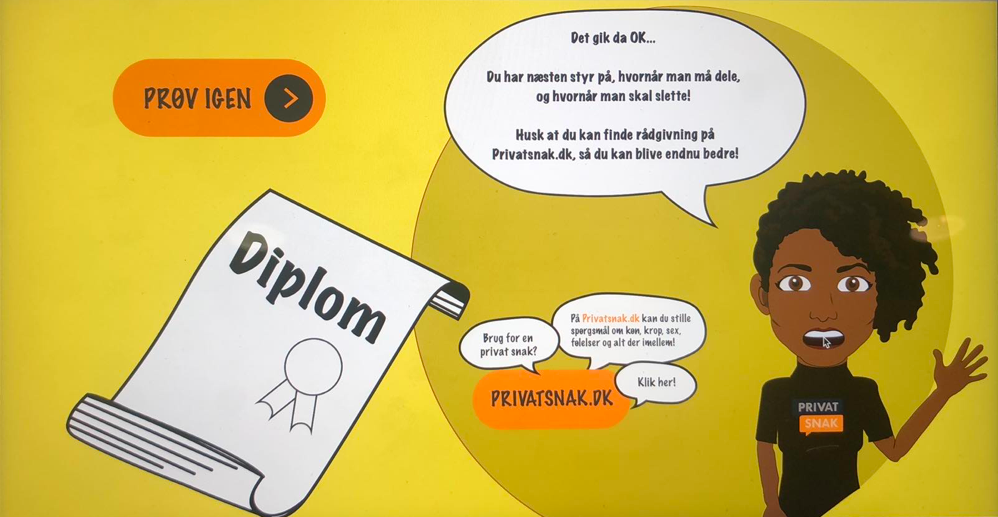 PRØV IGEN
Det gik da OK...
Du har næsten styr på, hvornår man må dele,
og hvornår man skal slette!
Husk at du kan finde rådgivning på
Privatsnak.dk, så du kan blive endnu bedre!
Diplom
Brug for en
privat snak?
På Privatsnak.dk kan du stille
spørgsmål om køn, krop, sex,
følelser og alt der imellem!
Klik her!
PRIVATSNAK.DK
PRIVAT
SNAK